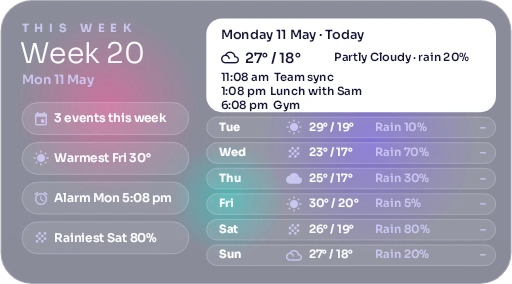 THIS WEEK
Week 20
Mon 11 May
3 events this week
Warmest Fri 30°
Alarm Mon 5:08 pm
Rainiest Sat 80%
Monday 11 May · Today
27° / 18° Partly Cloudy · rain 20%
11:08 am Team sync
1:08 pm Lunch with Sam
6:08 pm Gym
Tue 29° / 19° Rain 10% –
Wed 23° / 17° Rain 70% –
Thu 25° / 17° Rain 30% –
Fri 30° / 20° Rain 5% –
Sat 26° / 19° Rain 80% –
Sun 27° / 18° Rain 20% –